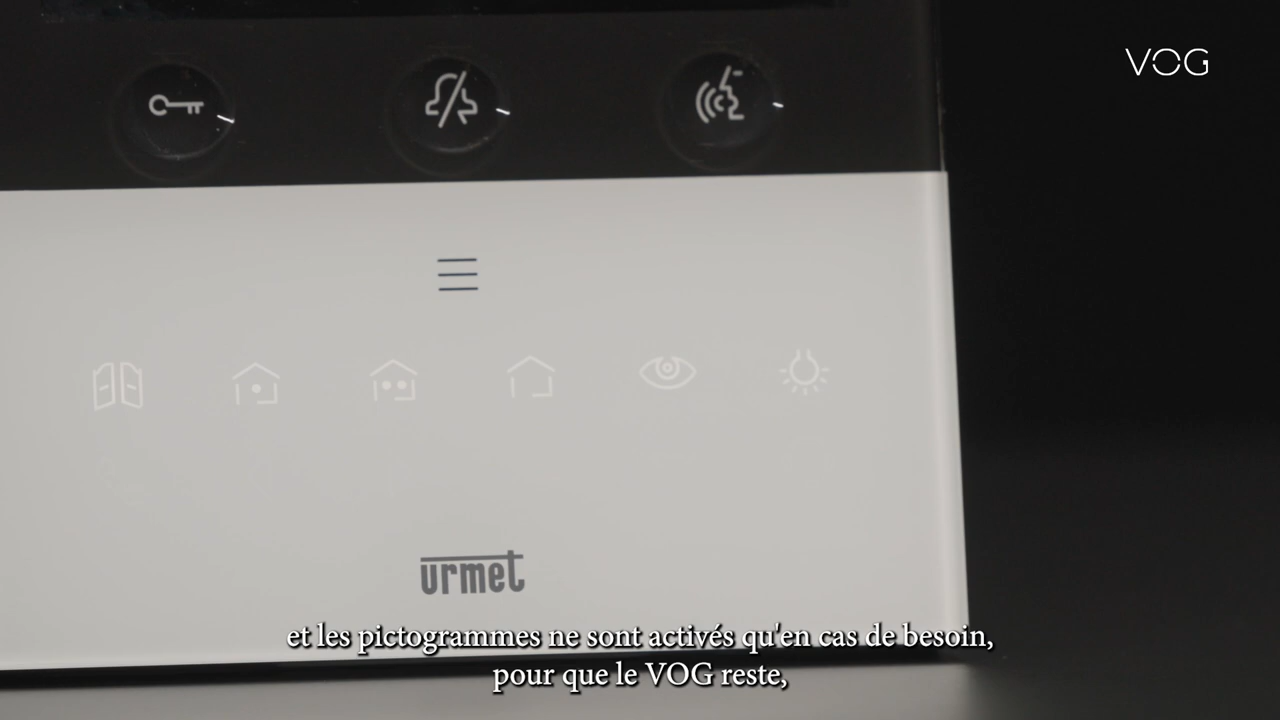 VOG
urmet
et les pictogrammes ne sont activés qu'en cas de besoin,
pour que le VOG reste,